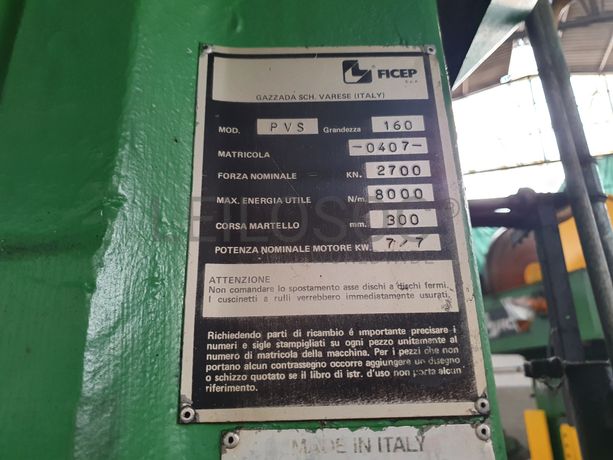 FICEP
S.p.A.
GAZZADA SCH. VARESE (ITALY)
MOD. PVS Grandezza 160
MATRICOLA -0407-
FORZA NOMINALE KN. 2700
MAX. ENERGIA UTILE N/m. 8000
CORSA MARTELLO mm. 300
POTENZA NOMINALE MOTORE KW. 7/7
ATTENZIONE
Non comandare lo spostamento asse dischi a dischi fermi.
I cuscinetti a rulli verrebbero immediatamente usurati.
Richiedendo parti di ricambio é importante precisare i
numeri e sigle stampigliati su ogni pezzo unitamente al
numero di matricola della macchina. Per i pezzi che non
portano alcun contrassegno occorre aggiungere un disegno
o schizzo quotato se il libro di istr. d'uso non porta alcun
riferimento.
MADE IN ITALY